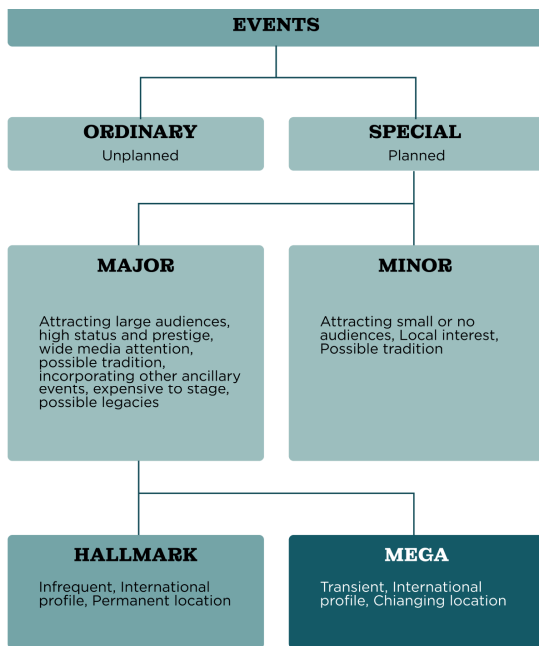 EVENTS
ORDINARY
Unplanned
SPECIAL
Planned
MAJOR
Attracting large audiences,
high status and prestige,
wide media attention,
possible tradition,
incorporating other ancillary
events, expensive to stage,
possible legacies
MINOR
Attracting small or no
audiences, Local interest,
Possible tradition
HALLMARK
Infrequent, International
profile, Permanent location
MEGA
Transient, International
profile, Chianging location